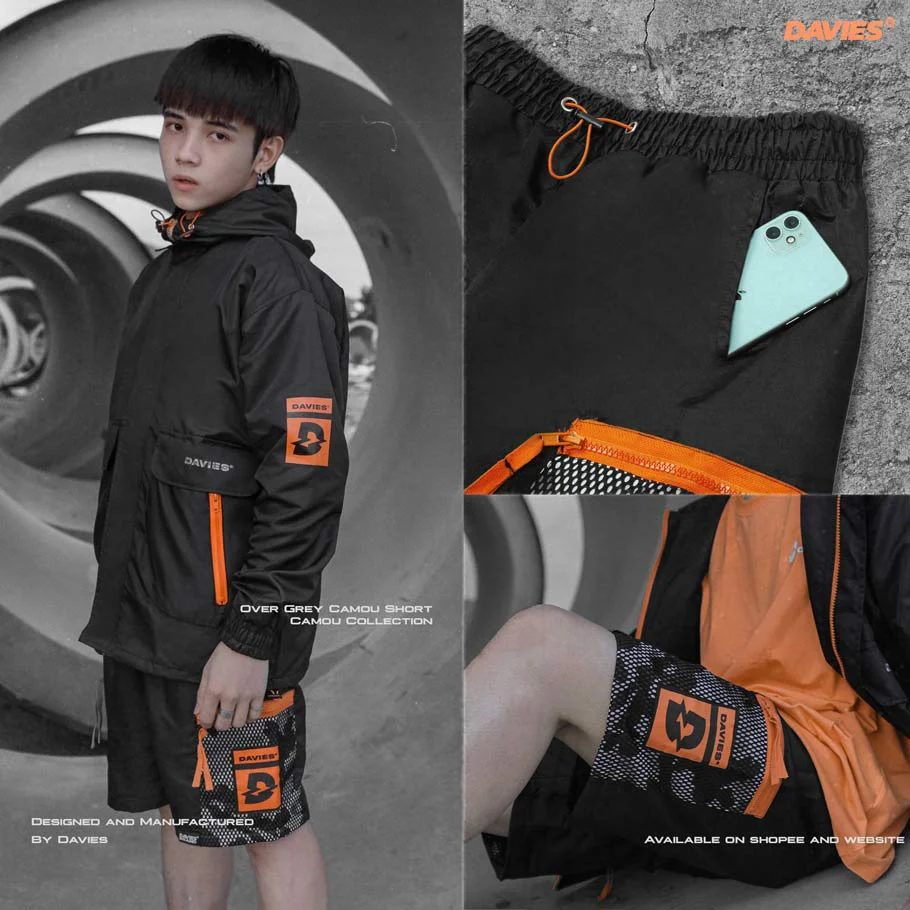 DAVIES
DAVIES
D
DAVIES
OVER GREY CAMOU SHORT
CAMOU COLLECTION
DAVIES
D
DESIGNED AND MANUFACTURED
BY DAVIES
D
DAVIES
AVAILABLE ON SHOPEE AND WEBSITE